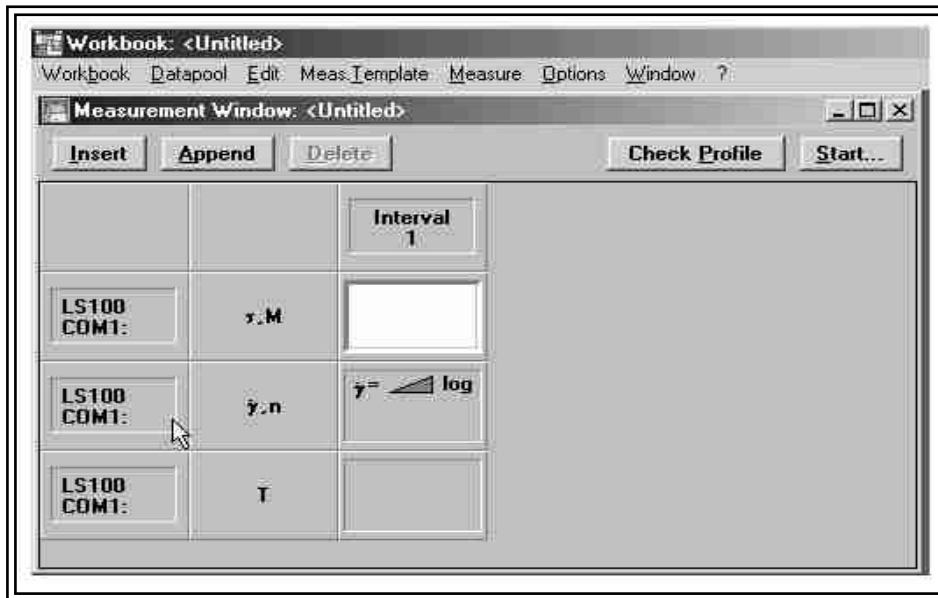 Workbook: <Untitled>
Workbook Datapool Edit Meas.Template Measure Options Window ?
Measurement Window: <Untitled>
Insert Append Delete Check Profile Start...
Interval
1
LS100
COM1:
τ,M
LS100
COM1:
γ̇,n
γ̇= log
LS100
COM1:
T